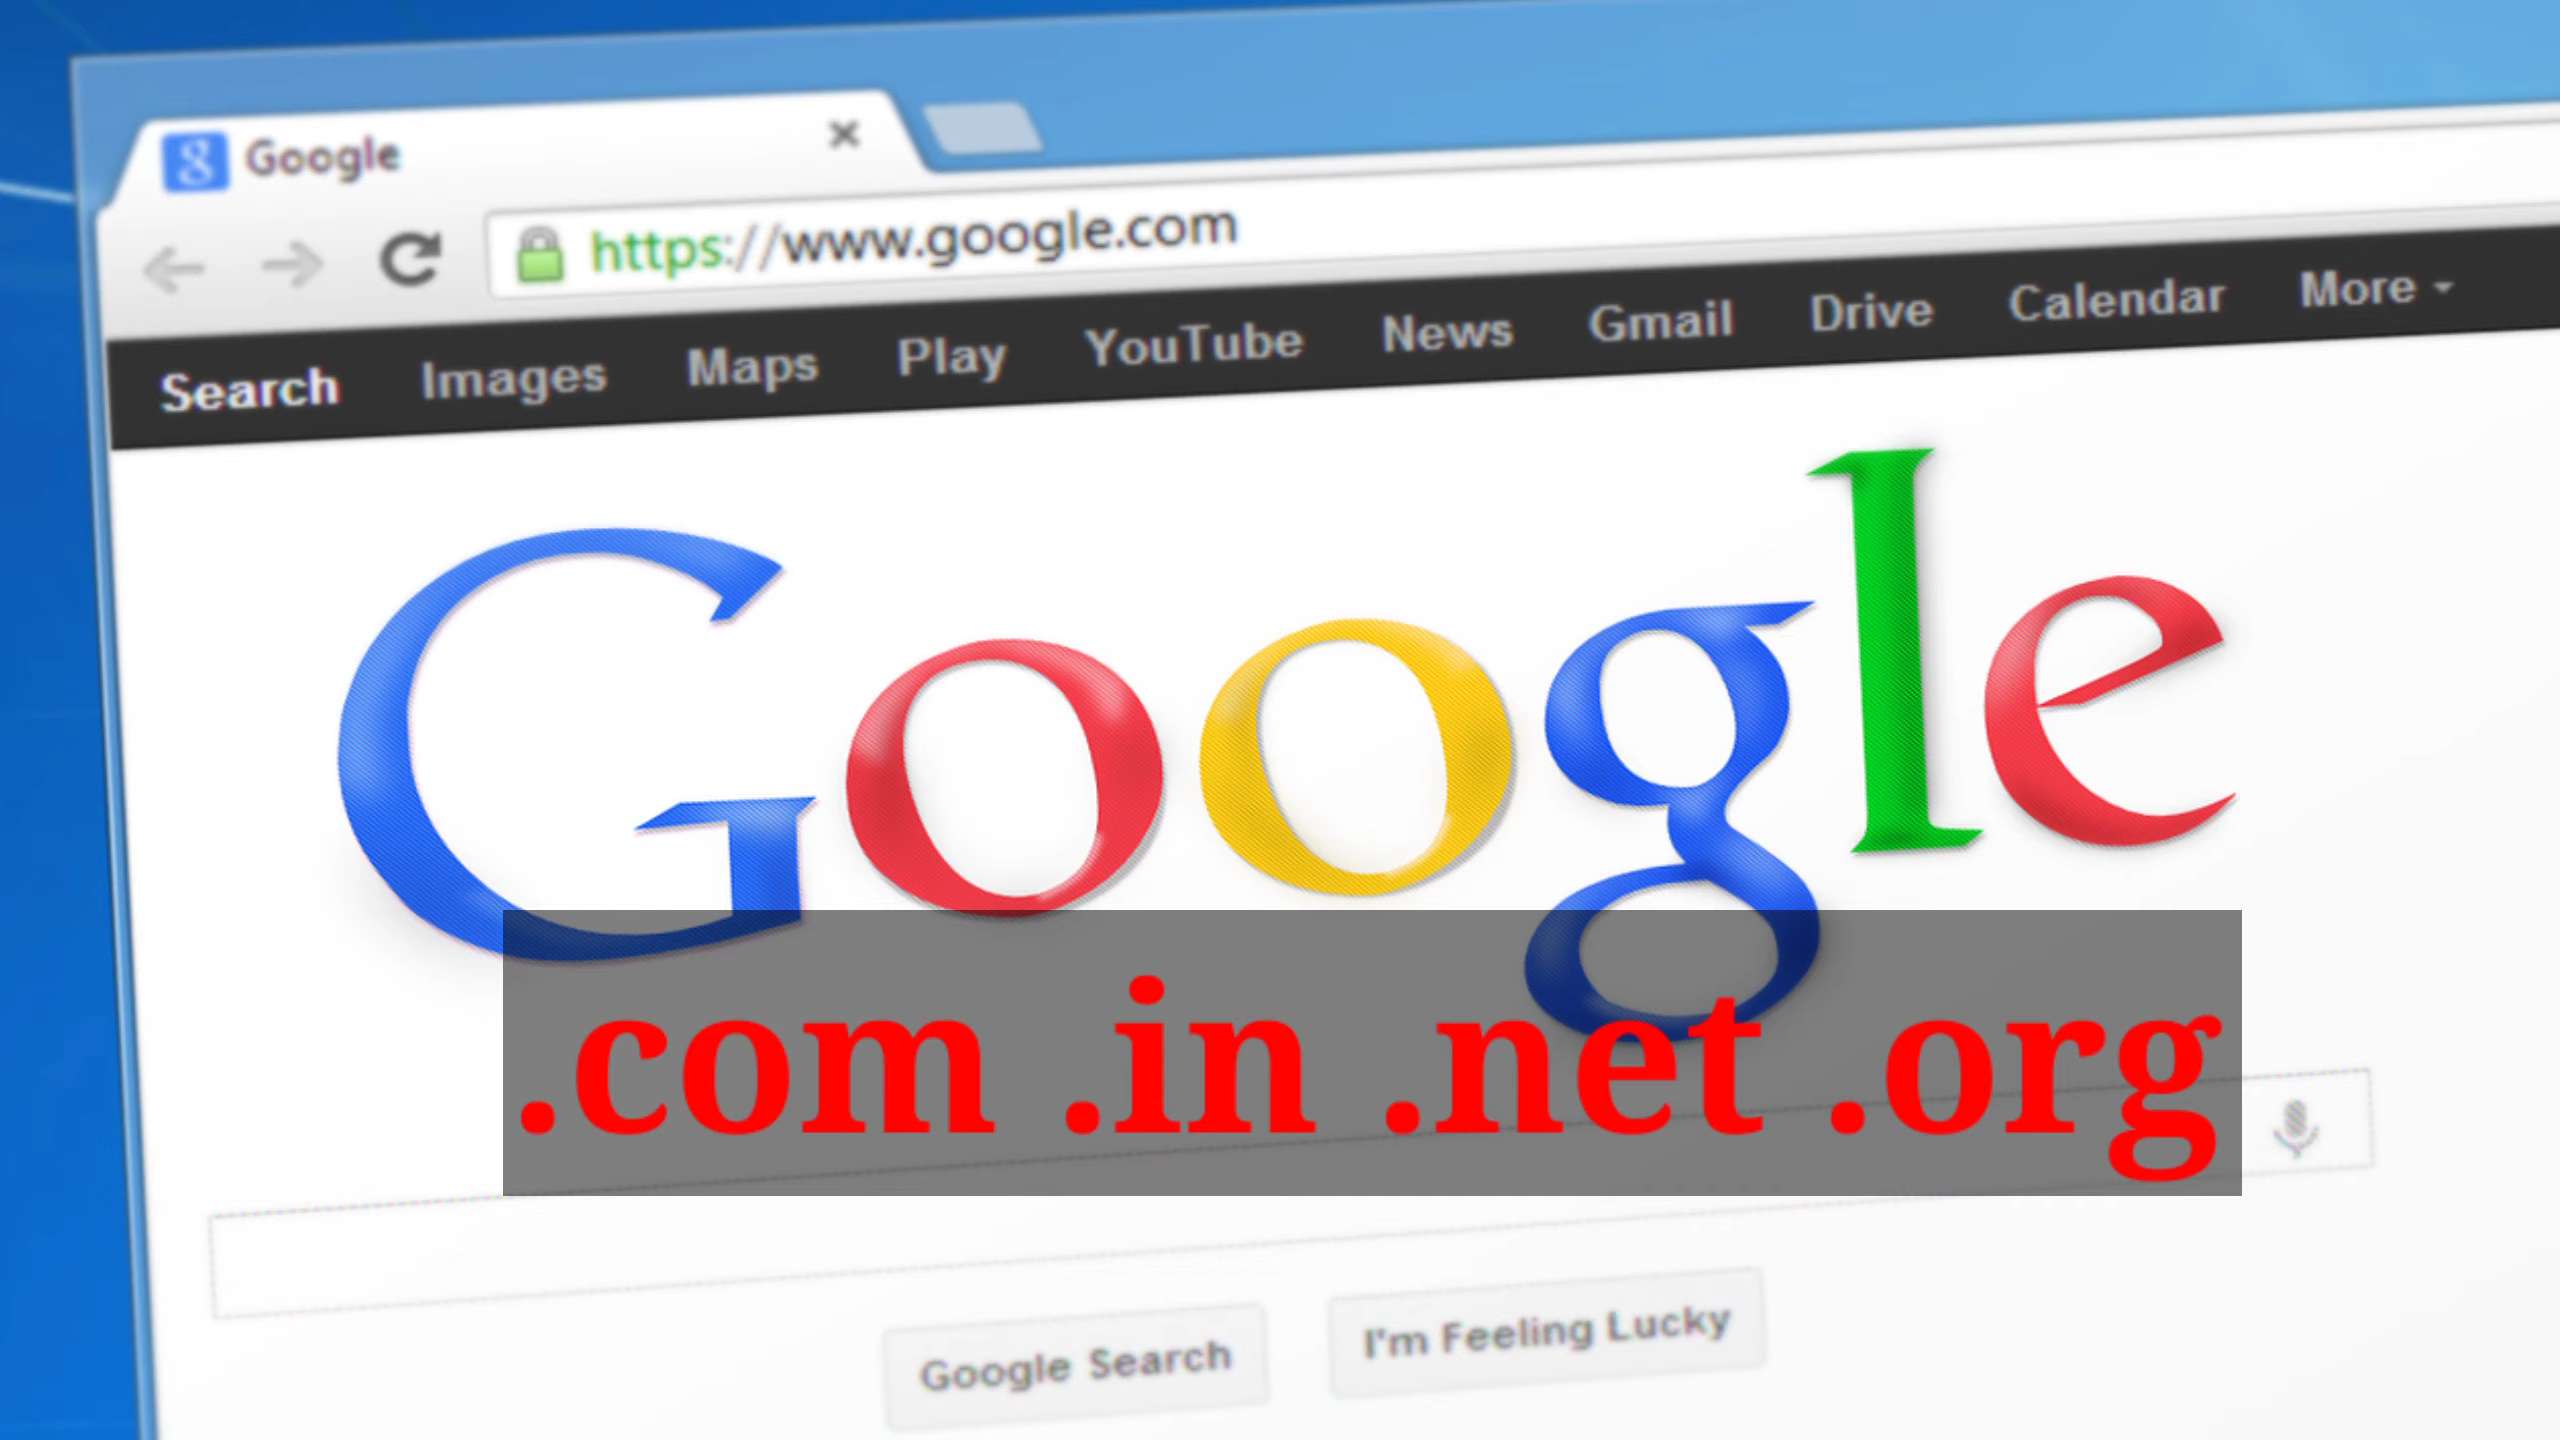 8 Google
https://www.google.com
Search Images Maps Play YouTube News Gmail Drive Calendar More
Google
.com .in .net .org
Google Search I'm Feeling Lucky